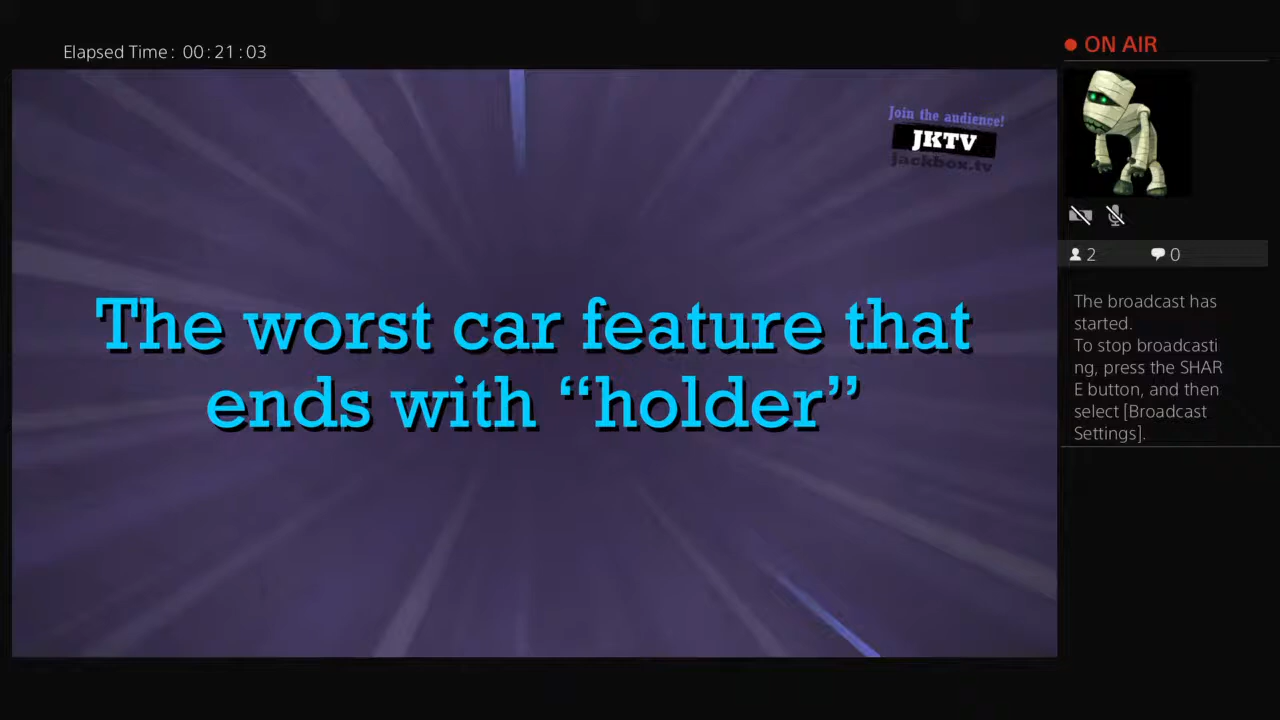 Elapsed Time: 00:21:03
ON AIR
Join the audience!
JKTV
jackbox.tv
The worst car feature that
ends with “holder”
2
0
The broadcast has
started.
To stop broadcasti
ng, press the SHAR
E button, and then
select [Broadcast
Settings].